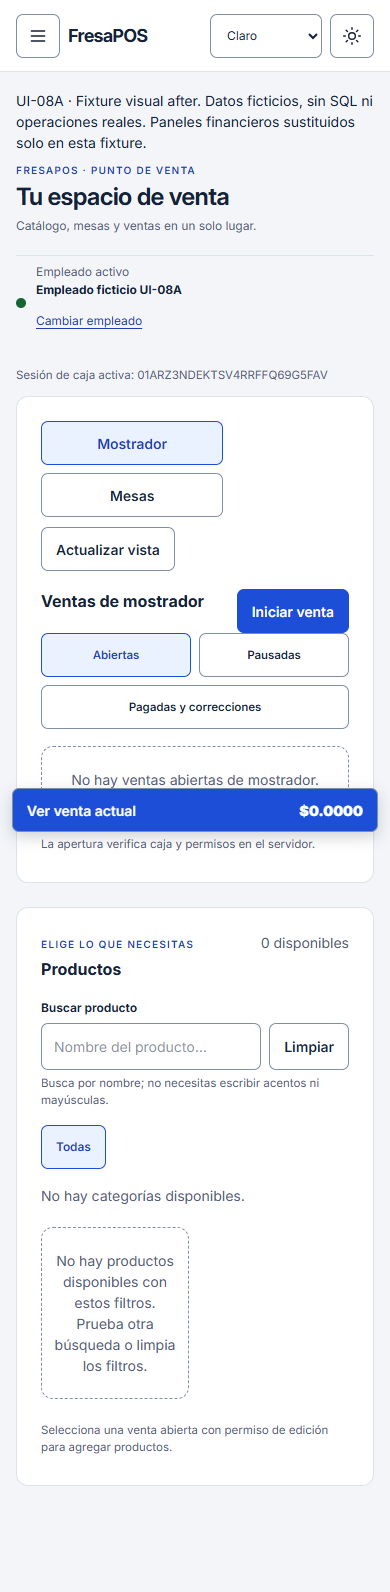 FresaPOS
Claro
UI-08A · Fixture visual after. Datos ficticios, sin SQL ni
operaciones reales. Paneles financieros sustituidos
solo en esta fixture.
FRESAPOS · PUNTO DE VENTA
Tu espacio de venta
Catálogo, mesas y ventas en un solo lugar.
Empleado activo
Empleado ficticio UI-08A
Cambiar empleado
Sesión de caja activa: 01ARZ3NDEKTSV4RRFFQ69G5FAV
Mostrador
Mesas
Actualizar vista
Ventas de mostrador
Iniciar venta
Abiertas
Pausadas
Pagadas y correcciones
No hay ventas abiertas de mostrador.
Ver venta actual $0.0000
La apertura verifica caja y permisos en el servidor.
ELIGE LO QUE NECESITAS
0 disponibles
Productos
Buscar producto
Nombre del producto...
Limpiar
Busca por nombre; no necesitas escribir acentos ni
mayúsculas.
Todas
No hay categorías disponibles.
No hay productos
disponibles con
estos filtros.
Prueba otra
búsqueda o limpia
los filtros.
Selecciona una venta abierta con permiso de edición
para agregar productos.